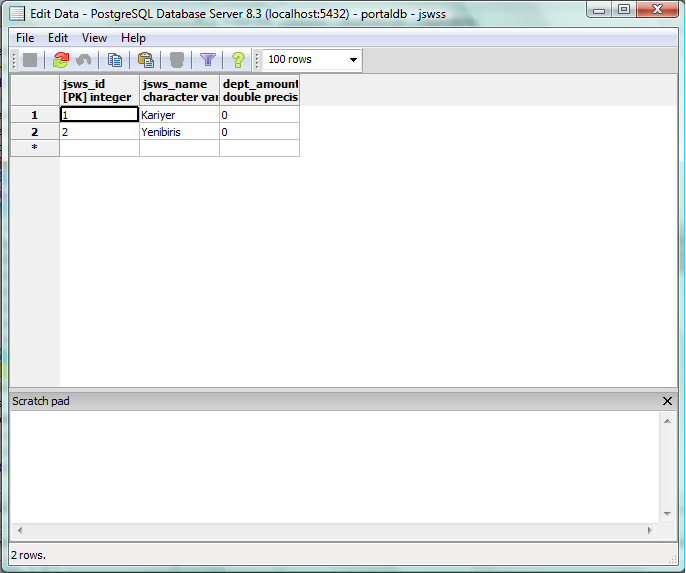 Edit Data - PostgreSQL Database Server 8.3 (localhost:5432) - portaldb - jswss
File Edit View Help
100 rows
jsws_id jsws_name dept_amount
[PK] integer character var double precis
1 1 Kariyer 0
2 2 Yenibiris 0
*
Scratch pad
2 rows.